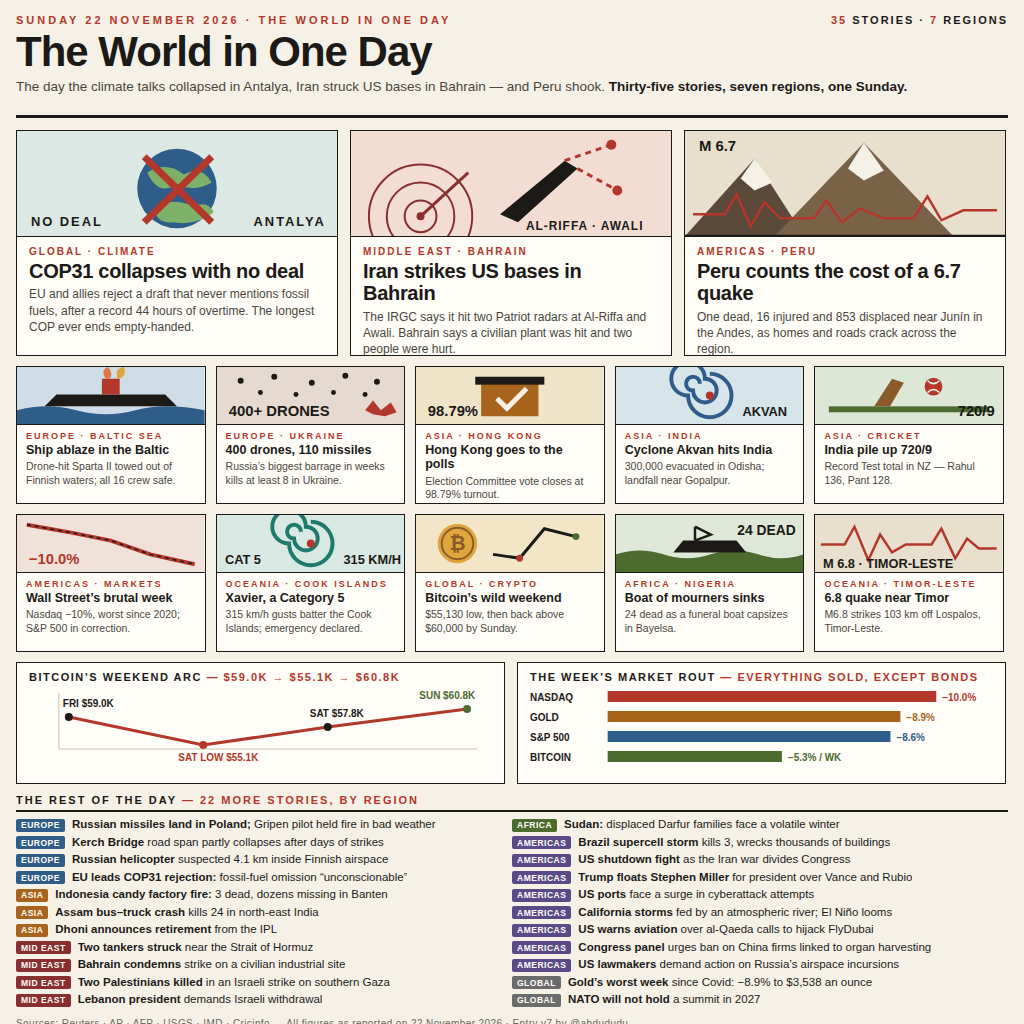 SUNDAY 22 NOVEMBER 2026 · THE WORLD IN ONE DAY
35 STORIES · 7 REGIONS
The World in One Day
The day the climate talks collapsed in Antalya, Iran struck US bases in Bahrain — and Peru shook. Thirty-five stories, seven regions, one Sunday.
NO DEAL
ANTALYA
GLOBAL · CLIMATE
COP31 collapses with no deal
EU and allies reject a draft that never mentions fossil
fuels, after a record 44 hours of overtime. The longest
COP ever ends empty-handed.
AL-RIFFA · AWALI
MIDDLE EAST · BAHRAIN
Iran strikes US bases in
Bahrain
The IRGC says it hit two Patriot radars at Al-Riffa and
Awali. Bahrain says a civilian plant was hit and two
people were hurt.
M 6.7
AMERICAS · PERU
Peru counts the cost of a 6.7
quake
One dead, 16 injured and 853 displaced near Junín in
the Andes, as homes and roads crack across the
region.
EUROPE · BALTIC SEA
Ship ablaze in the Baltic
Drone-hit Sparta II towed out of
Finnish waters; all 16 crew safe.
400+ DRONES
EUROPE · UKRAINE
400 drones, 110 missiles
Russia's biggest barrage in weeks
kills at least 8 in Ukraine.
98.79%
ASIA · HONG KONG
Hong Kong goes to the
polls
Election Committee vote closes at
98.79% turnout.
AKVAN
ASIA · INDIA
Cyclone Akvan hits India
300,000 evacuated in Odisha;
landfall near Gopalpur.
720/9
ASIA · CRICKET
India pile up 720/9
Record Test total in NZ — Rahul
136, Pant 128.
−10.0%
AMERICAS · MARKETS
Wall Street's brutal week
Nasdaq −10%, worst since 2020;
S&P 500 in correction.
CAT 5
315 KM/H
OCEANIA · COOK ISLANDS
Xavier, a Category 5
315 km/h gusts batter the Cook
Islands; emergency declared.
₿
GLOBAL · CRYPTO
Bitcoin's wild weekend
$55,130 low, then back above
$60,000 by Sunday.
24 DEAD
AFRICA · NIGERIA
Boat of mourners sinks
24 dead as a funeral boat capsizes
in Bayelsa.
M 6.8 · TIMOR-LESTE
OCEANIA · TIMOR-LESTE
6.8 quake near Timor
M6.8 strikes 103 km off Lospalos,
Timor-Leste.
BITCOIN'S WEEKEND ARC — $59.0K → $55.1K → $60.8K
FRI $59.0K
SAT LOW $55.1K
SAT $57.8K
SUN $60.8K
THE WEEK'S MARKET ROUT — EVERYTHING SOLD, EXCEPT BONDS
NASDAQ −10.0%
GOLD −8.9%
S&P 500 −8.6%
BITCOIN −5.3% / WK
THE REST OF THE DAY — 22 MORE STORIES, BY REGION
EUROPE Russian missiles land in Poland; Gripen pilot held fire in bad weather
EUROPE Kerch Bridge road span partly collapses after days of strikes
EUROPE Russian helicopter suspected 4.1 km inside Finnish airspace
EUROPE EU leads COP31 rejection: fossil-fuel omission "unconscionable"
ASIA Indonesia candy factory fire: 3 dead, dozens missing in Banten
ASIA Assam bus–truck crash kills 24 in north-east India
ASIA Dhoni announces retirement from the IPL
MID EAST Two tankers struck near the Strait of Hormuz
MID EAST Bahrain condemns strike on a civilian industrial site
MID EAST Two Palestinians killed in an Israeli strike on southern Gaza
MID EAST Lebanon president demands Israeli withdrawal
AFRICA Sudan: displaced Darfur families face a volatile winter
AMERICAS Brazil supercell storm kills 3, wrecks thousands of buildings
AMERICAS US shutdown fight as the Iran war divides Congress
AMERICAS Trump floats Stephen Miller for president over Vance and Rubio
AMERICAS US ports face a surge in cyberattack attempts
AMERICAS California storms fed by an atmospheric river; El Niño looms
AMERICAS US warns aviation over al-Qaeda calls to hijack FlyDubai
AMERICAS Congress panel urges ban on China firms linked to organ harvesting
AMERICAS US lawmakers demand action on Russia's airspace incursions
GLOBAL Gold's worst week since Covid: −8.9% to $3,538 an ounce
GLOBAL NATO will not hold a summit in 2027
Sources: Reuters · AP · AFP · USGS · IMD · Cricinfo — All figures as reported on 22 November 2026 · Entry v7 by @abdududu